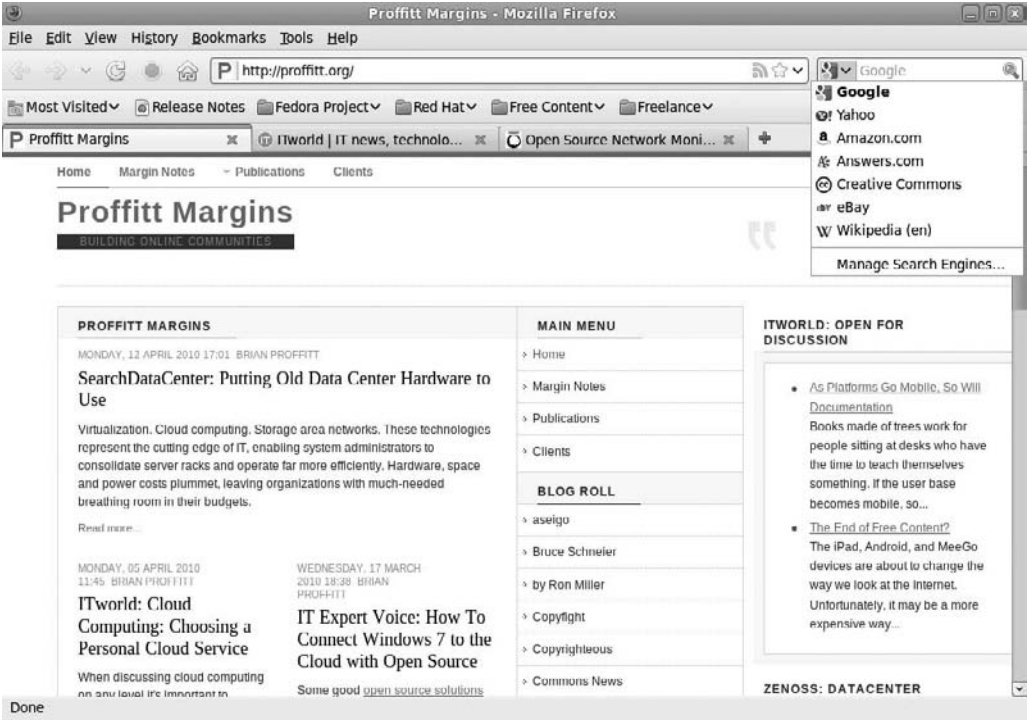 Proffitt Margins - Mozilla Firefox
File Edit View History Bookmarks Tools Help
P http://proffitt.org/
Google
Most Visited Release Notes Fedora Project Red Hat Free Content Freelance
P Proffitt Margins
ITworld | IT news, technolo...
Open Source Network Moni...
Google
Yahoo
Amazon.com
Answers.com
Creative Commons
eBay
Wikipedia (en)
Manage Search Engines...
Home Margin Notes Publications Clients
Proffitt Margins
BUILDING ONLINE COMMUNITIES
PROFFITT MARGINS
MONDAY, 12 APRIL 2010 17:01 BRIAN PROFFITT
SearchDataCenter: Putting Old Data Center Hardware to
Use
Virtualization. Cloud computing. Storage area networks. These technologies
represent the cutting edge of IT, enabling system administrators to
consolidate server racks and operate far more efficiently. Hardware, space
and power costs plummet, leaving organizations with much-needed
breathing room in their budgets.
Read more...
MONDAY, 05 APRIL 2010
11:45 BRIAN PROFFITT
ITworld: Cloud
Computing: Choosing a
Personal Cloud Service
When discussing cloud computing
on any level it's important to
WEDNESDAY, 17 MARCH
2010 18:38 BRIAN
PROFFITT
IT Expert Voice: How To
Connect Windows 7 to the
Cloud with Open Source
Some good open source solutions
MAIN MENU
Home
Margin Notes
Publications
Clients
BLOG ROLL
aseigo
Bruce Schneier
by Ron Miller
Copyfight
Copyrighteous
Commons News
ITWORLD: OPEN FOR
DISCUSSION
As Platforms Go Mobile, So Will
Documentation
Books made of trees work for
people sitting at desks who have
the time to teach themselves
something. If the user base
becomes mobile, so...
The End of Free Content?
The iPad, Android, and MeeGo
devices are about to change the
way we look at the Internet.
Unfortunately, it may be a more
expensive way...
ZENOSS: DATACENTER
Done